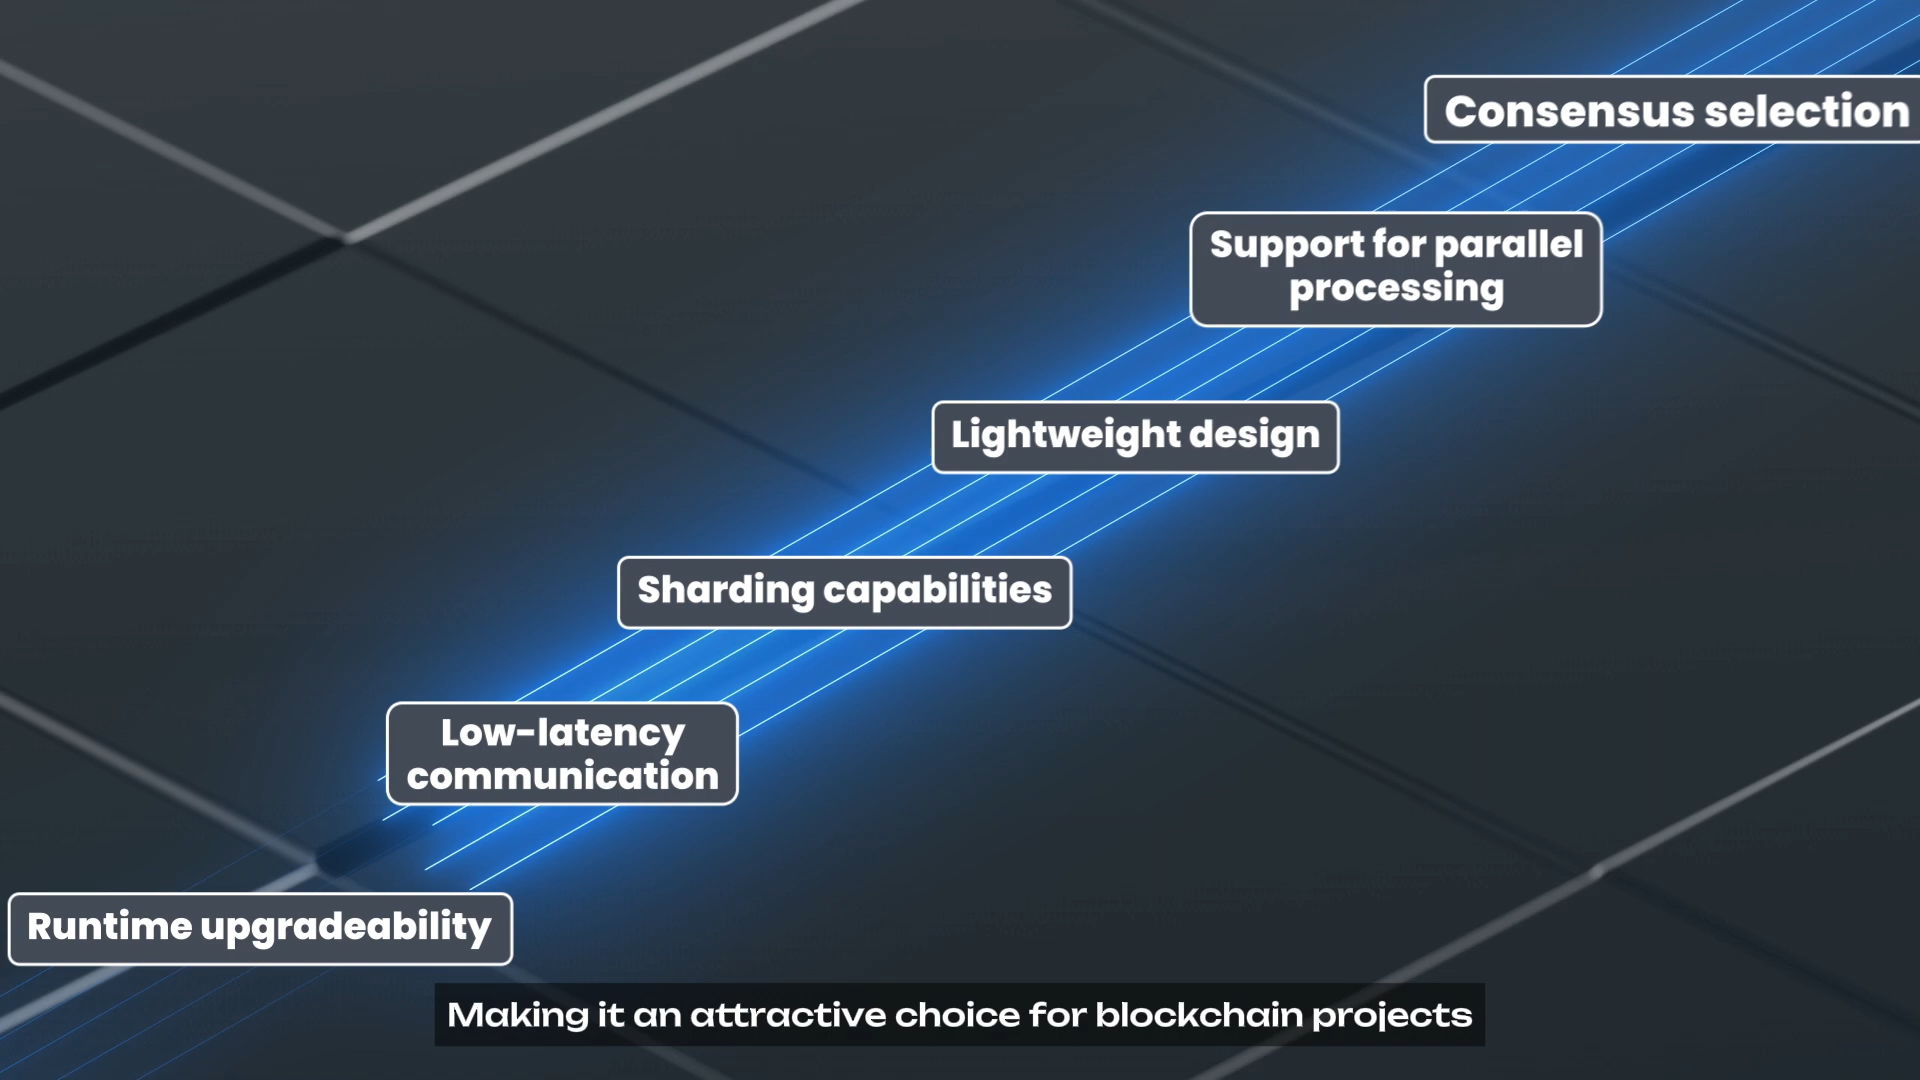 Consensus selection
Support for parallel
processing
Lightweight design
Sharding capabilities
Low-latency
communication
Runtime upgradeability
Making it an attractive choice for blockchain projects